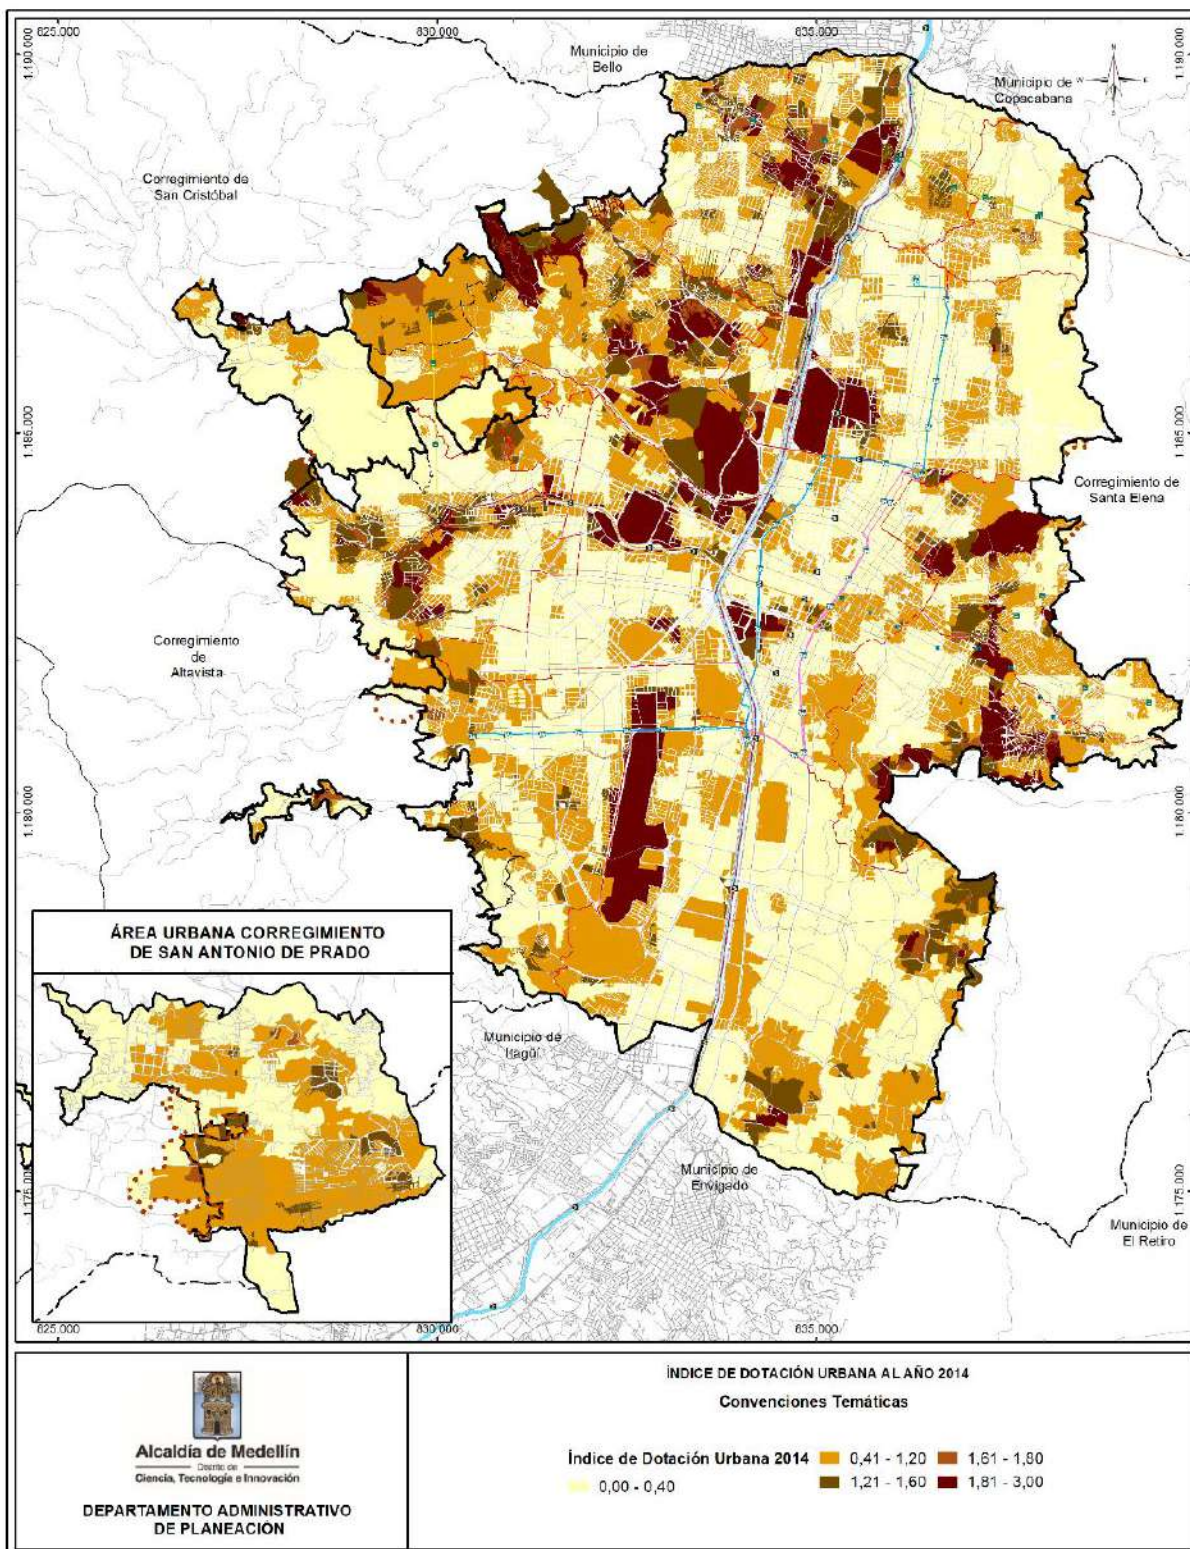 825.000
830.000
835.000
1.190.000
1.190.000
Municipio de
Bello
Municipio de
Copacabana
N
W
E
S
Corregimiento de
San Cristóbal
1.185.000
1.185.000
Corregimiento de
Santa Elena
Corregimiento
de
Altavista
1.180.000
1.180.000
ÁREA URBANA CORREGIMIENTO
DE SAN ANTONIO DE PRADO
Municipio de
Itagüí
Municipio de
Envigado
1.175.000
1.175.000
Municipio de
El Retiro
825.000
830.000
835.000
Alcaldía de Medellín
Distrito de
Ciencia, Tecnología e Innovación
DEPARTAMENTO ADMINISTRATIVO
DE PLANEACIÓN
ÍNDICE DE DOTACIÓN URBANA AL AÑO 2014
Convenciones Temáticas
Índice de Dotación Urbana 2014
0,00 - 0,40
0,41 - 1,20
1,21 - 1,60
1,61 - 1,80
1,81 - 3,00